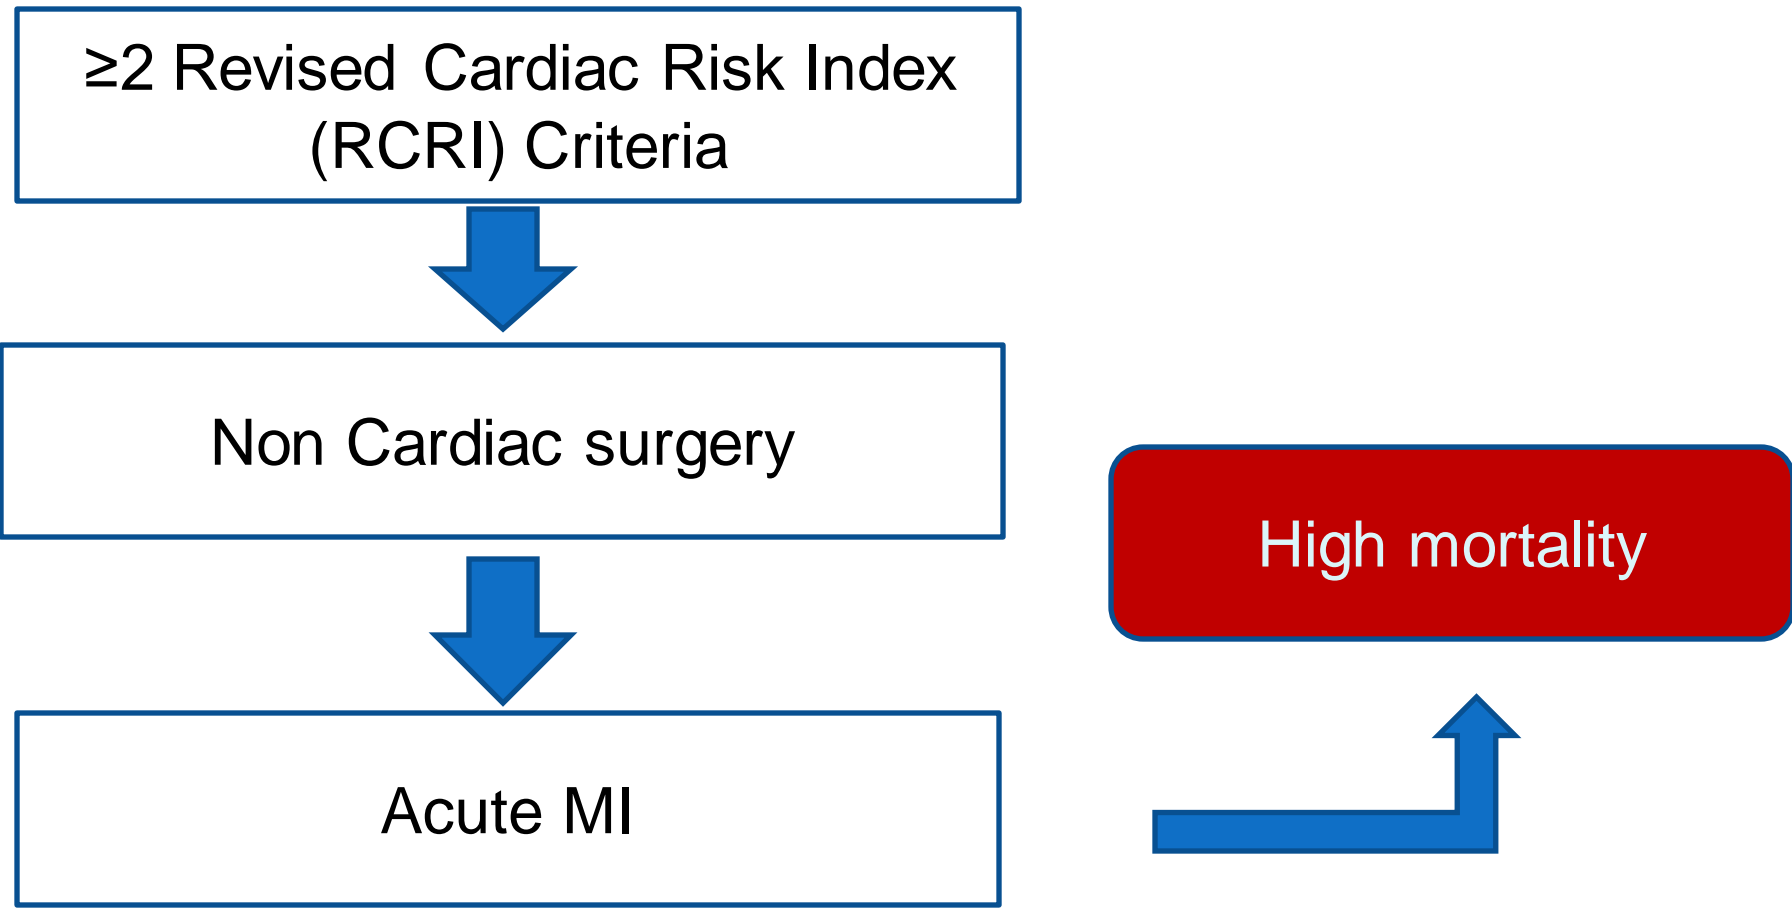 ≥2 Revised Cardiac Risk Index
(RCRI) Criteria
Non Cardiac surgery
High mortality
Acute MI